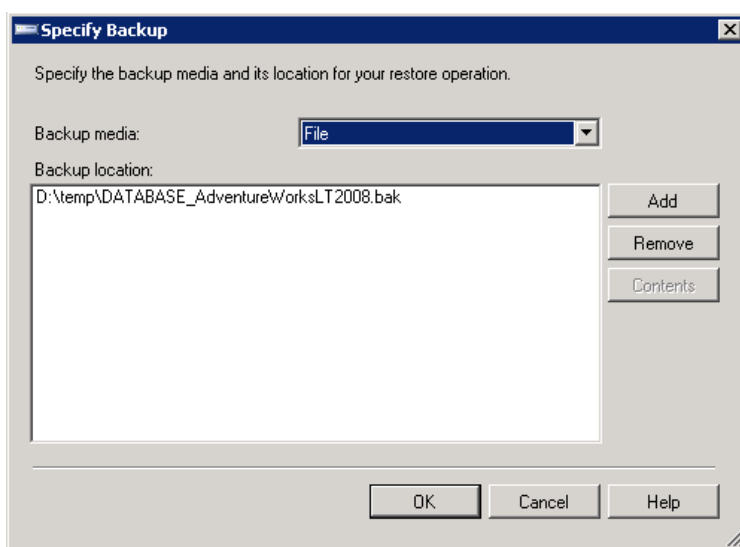 Specify Backup
Specify the backup media and its location for your restore operation.
Backup media:
File
Backup location:
D:\temp\DATABASE_AdventureWorksLT2008.bak
Add
Remove
Contents
OK
Cancel
Help